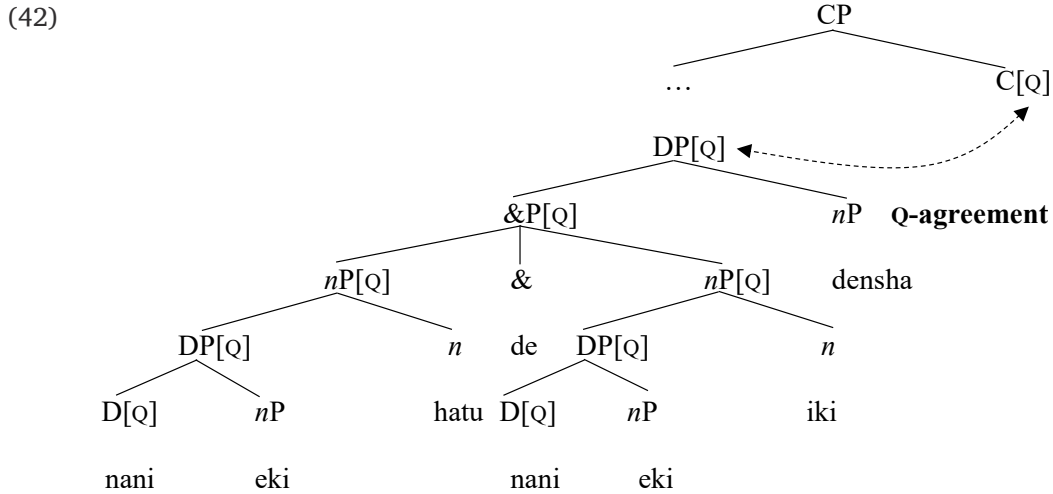 (42) CP
… C[Q]
DP[Q]
&P[Q] nP Q-agreement
nP[Q] & nP[Q] densha
DP[Q] n de DP[Q] n
D[Q] nP hatu D[Q] nP iki
nani eki nani eki